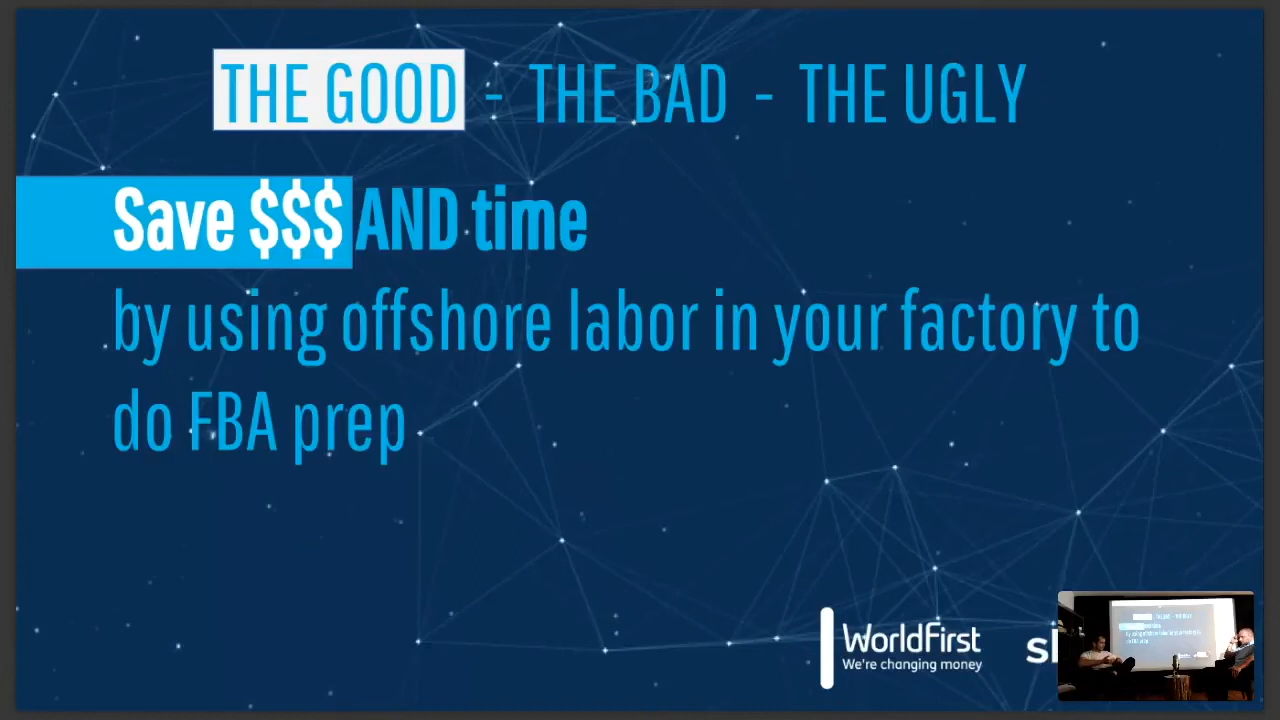 THE GOOD - THE BAD - THE UGLY
Save $$$ AND time
by using offshore labor in your factory to
do FBA prep
WorldFirst
We're changing money